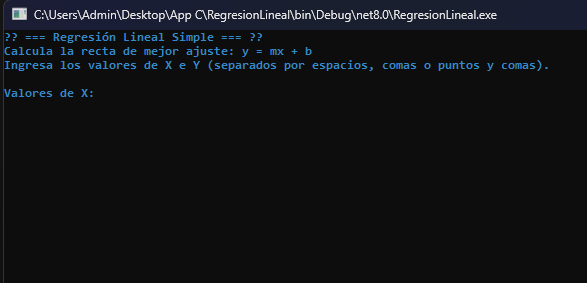 C:\Users\Admin\Desktop\App C\RegresionLineal\bin\Debug\net8.0\RegresionLineal.exe
?? === Regresión Lineal Simple === ??
Calcula la recta de mejor ajuste: y = mx + b
Ingresa los valores de X e Y (separados por espacios, comas o puntos y comas).
Valores de X: